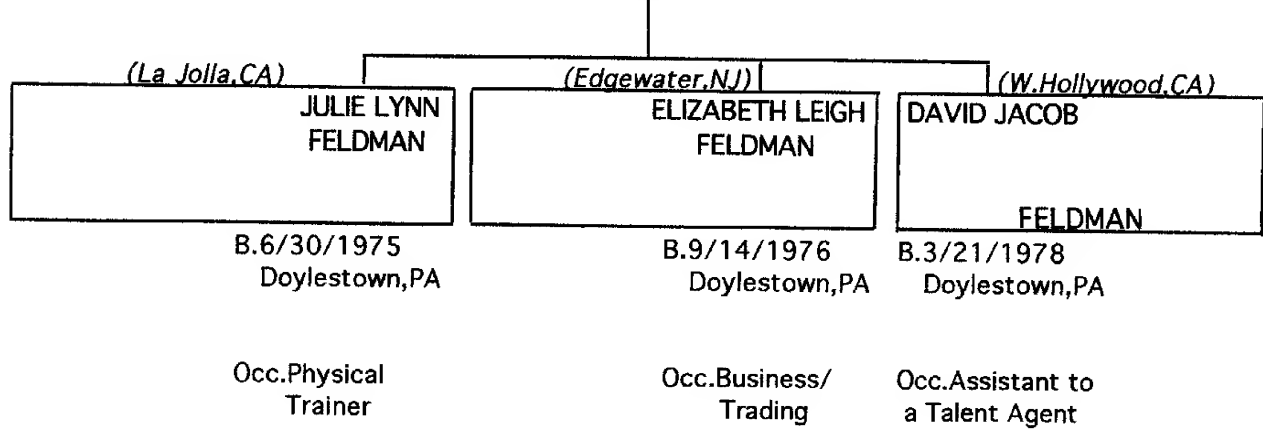 (La Jolla,CA)
JULIE LYNN
FELDMAN
B.6/30/1975
Doylestown,PA
Occ.Physical
Trainer
(Edgewater,NJ)
ELIZABETH LEIGH
FELDMAN
B.9/14/1976
Doylestown,PA
Occ.Business/
Trading
(W.Hollywood,CA)
DAVID JACOB
FELDMAN
B.3/21/1978
Doylestown,PA
Occ.Assistant to
a Talent Agent